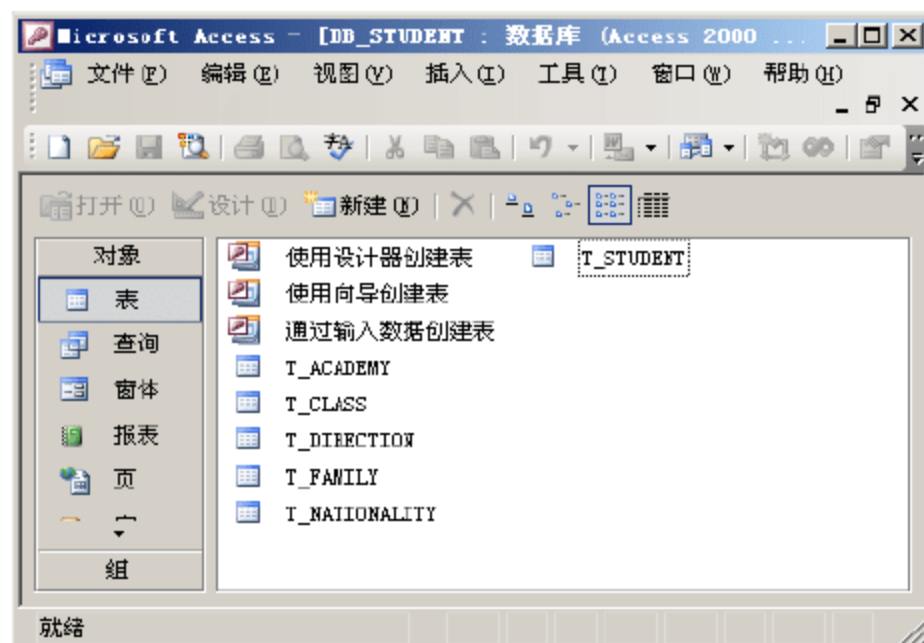 Microsoft Access - [DB_STUDENT : 数据库 (Access 2000 ...
文件(F) 编辑(E) 视图(V) 插入(I) 工具(T) 窗口(W) 帮助(H)
打开(O) 设计(D) 新建(N)
对象
表
查询
窗体
报表
页
组
使用设计器创建表
使用向导创建表
通过输入数据创建表
T_ACADEMY
T_CLASS
T_DIRECTION
T_FAMILY
T_NATIONALITY
T_STUDENT
就绪